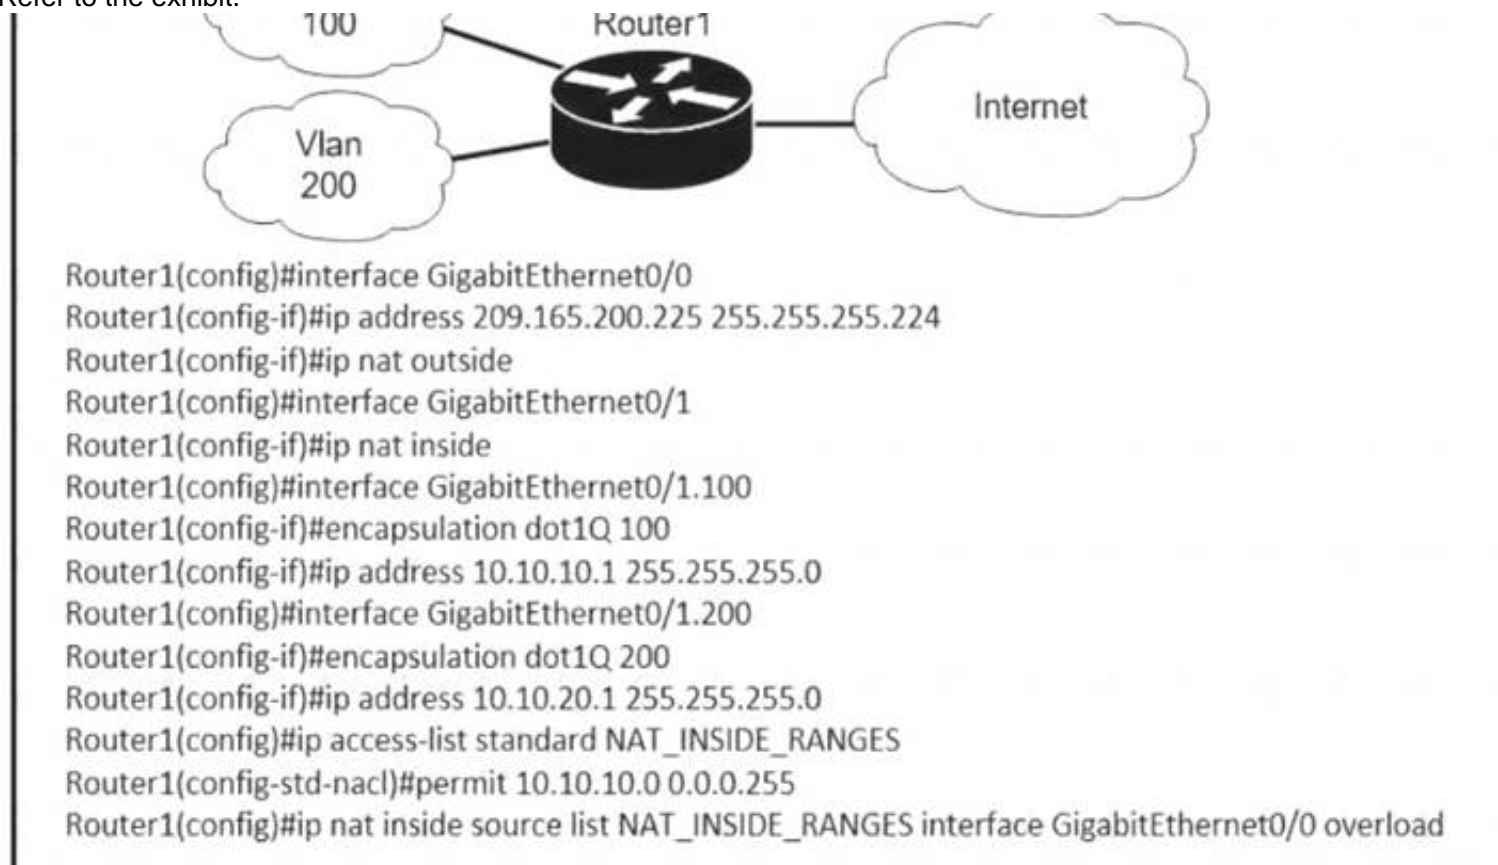 Refer to the exhibit.
100
Router1
Internet
Vlan
200
Router1(config)#interface GigabitEthernet0/0
Router1(config-if)#ip address 209.165.200.225 255.255.255.224
Router1(config-if)#ip nat outside
Router1(config)#interface GigabitEthernet0/1
Router1(config-if)#ip nat inside
Router1(config)#interface GigabitEthernet0/1.100
Router1(config-if)#encapsulation dot1Q 100
Router1(config-if)#ip address 10.10.10.1 255.255.255.0
Router1(config)#interface GigabitEthernet0/1.200
Router1(config-if)#encapsulation dot1Q 200
Router1(config-if)#ip address 10.10.20.1 255.255.255.0
Router1(config)#ip access-list standard NAT_INSIDE_RANGES
Router1(config-std-nacl)#permit 10.10.10.0 0.0.0.255
Router1(config)#ip nat inside source list NAT_INSIDE_RANGES interface GigabitEthernet0/0 overload